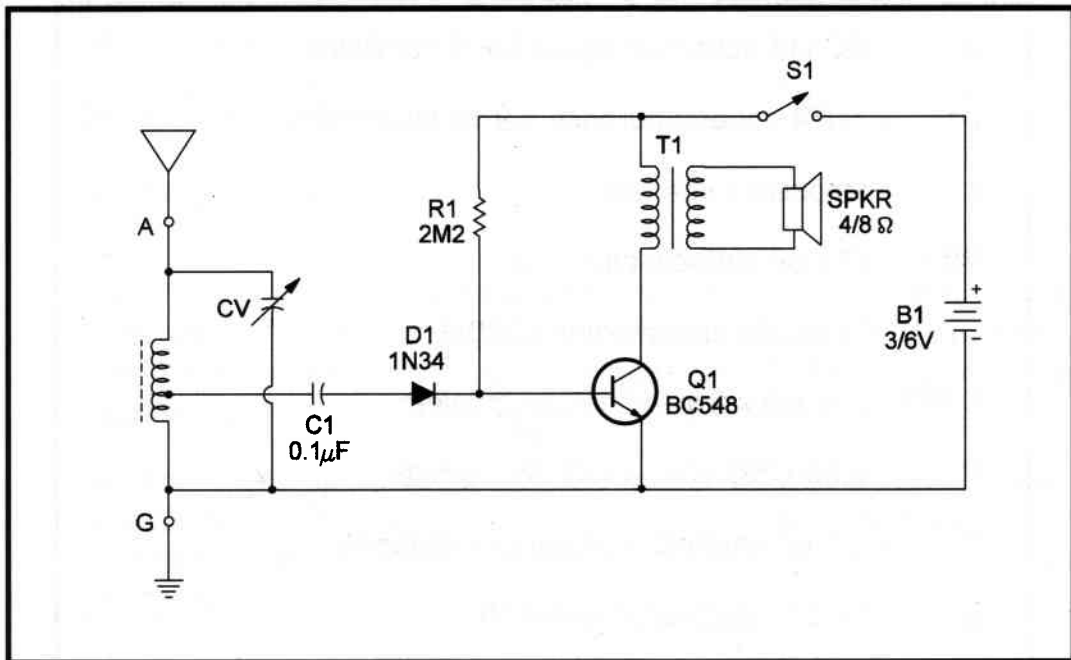 S1
T1
R1
2M2
SPKR
4/8 Ω
A
CV
B1
3/6V
+
−
D1
1N34
Q1
BC548
C1
0.1µF
G